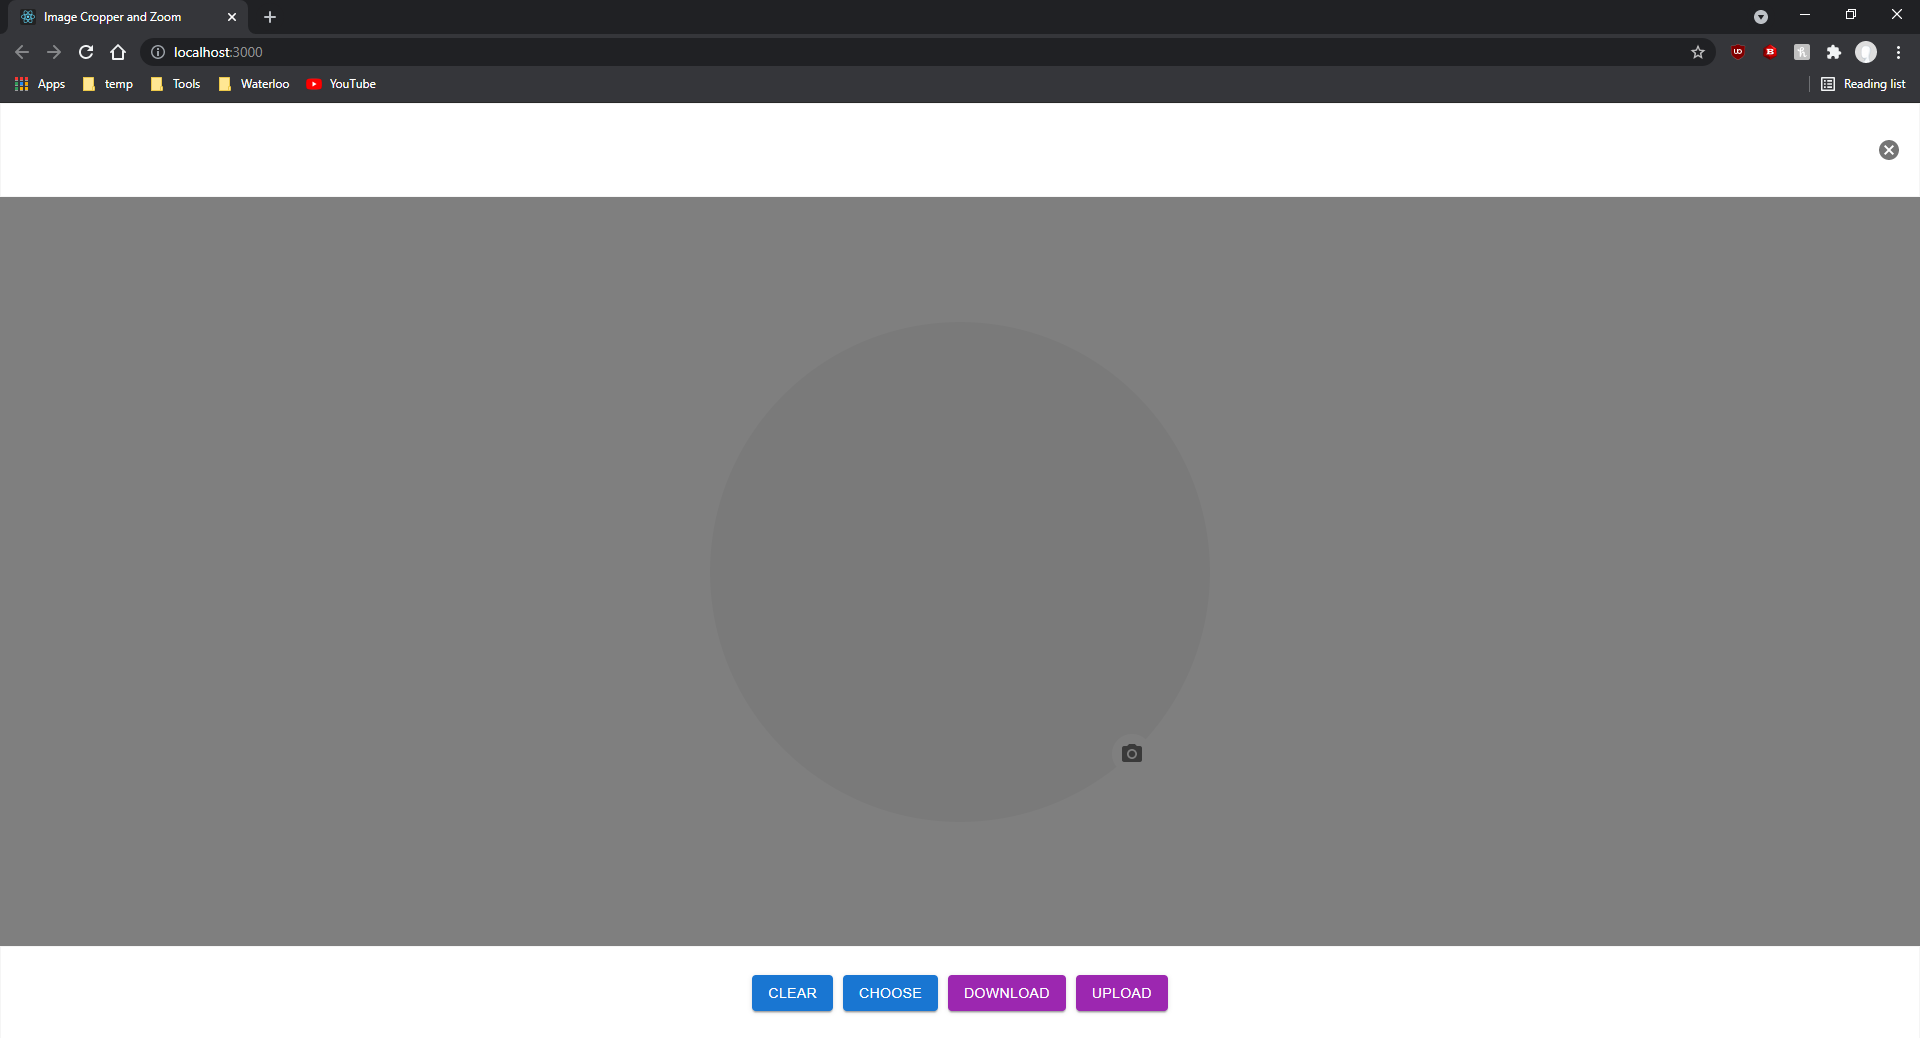 Image Cropper and Zoom
localhost:3000
Apps temp Tools Waterloo YouTube Reading list
CLEAR CHOOSE DOWNLOAD UPLOAD